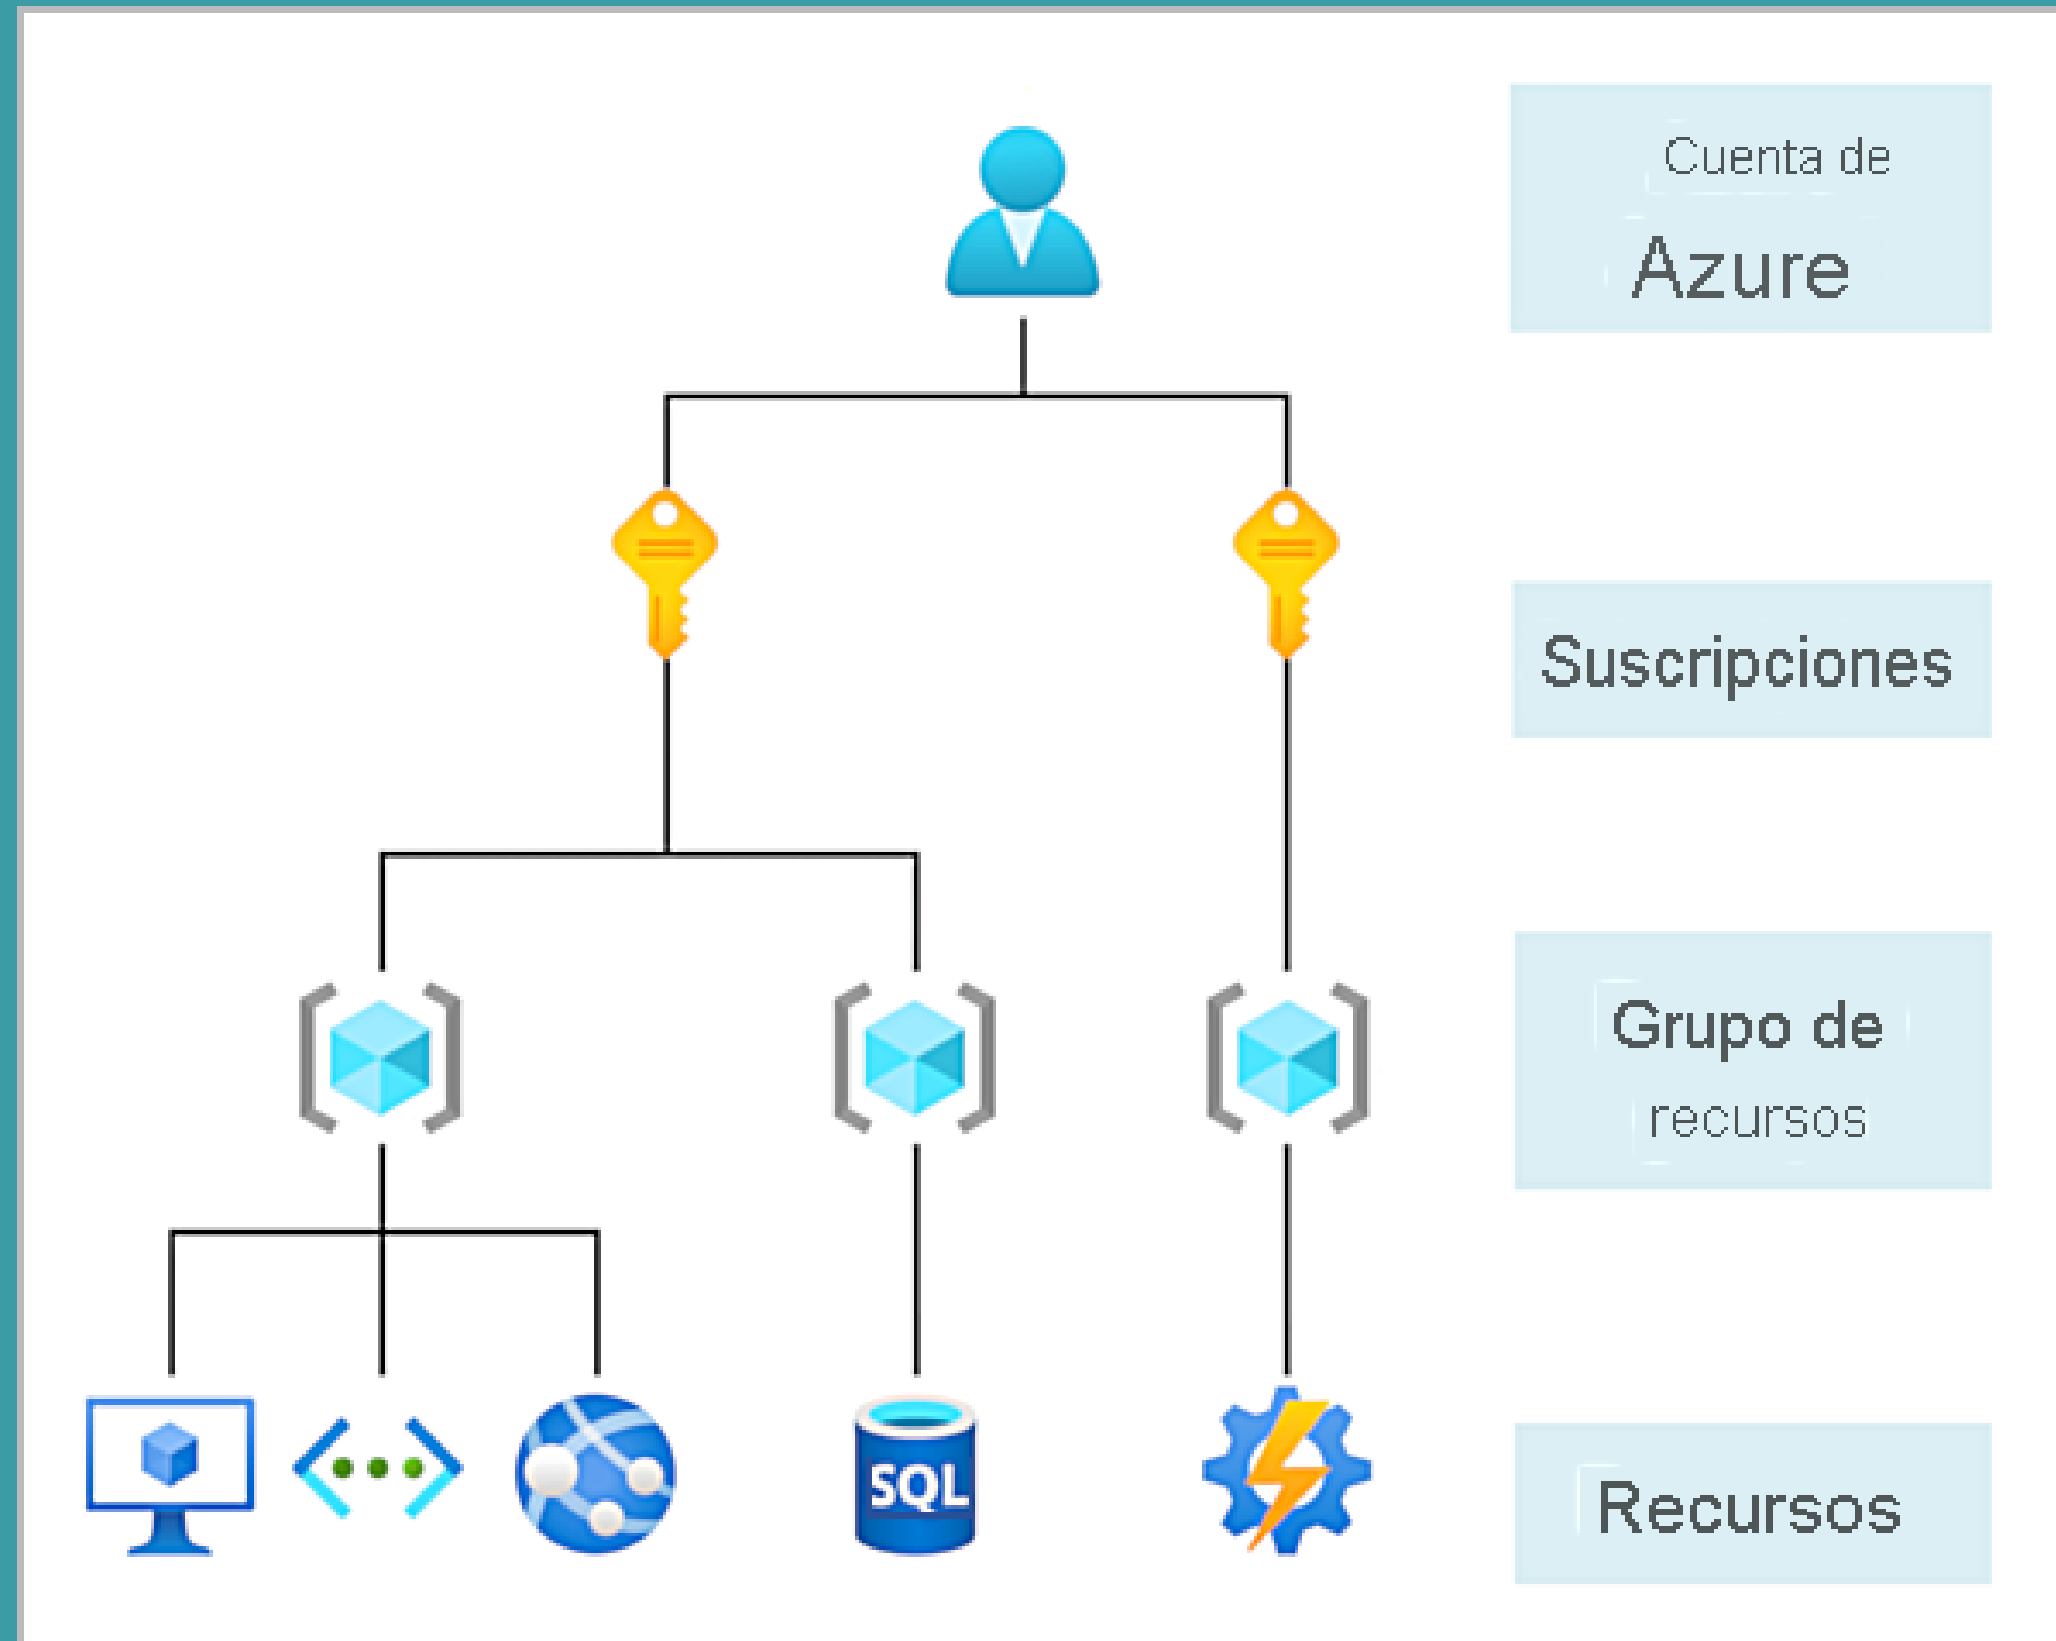 Cuenta de
Azure
Suscripciones
Grupo de
recursos
SQL
Recursos